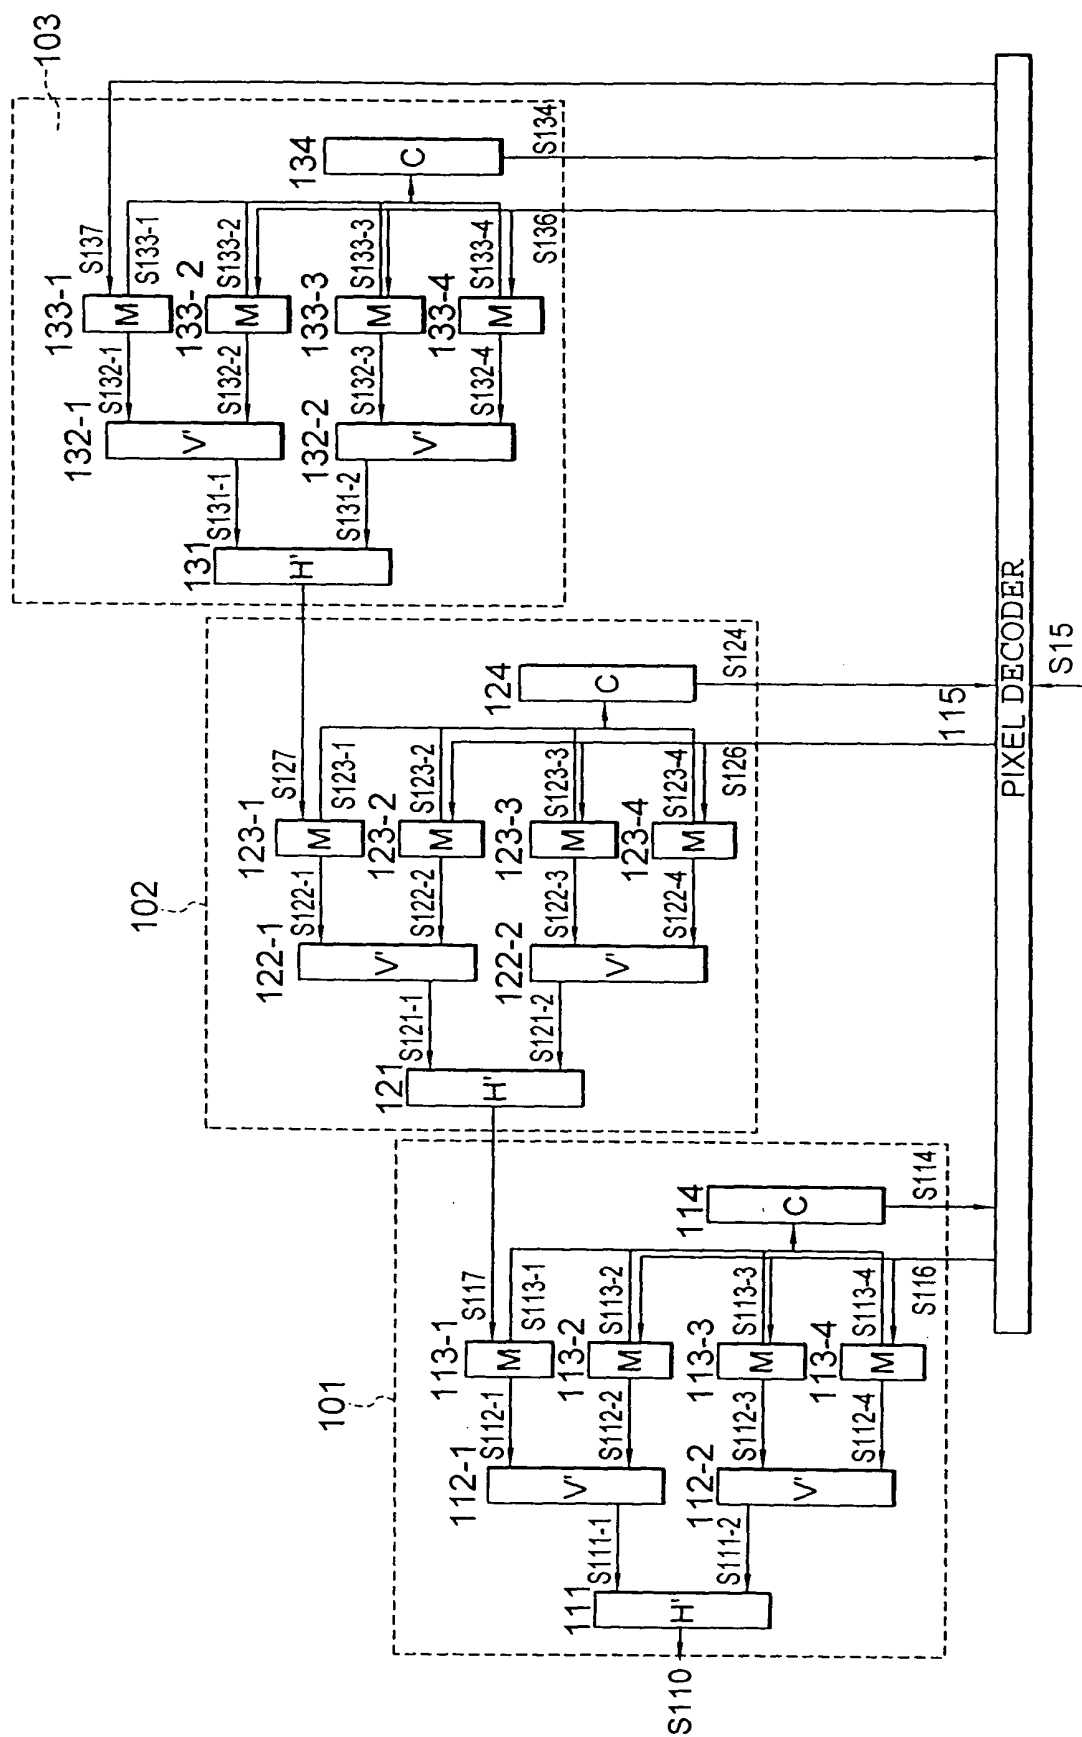 103
S137
133-1
M
S133-1
S132-1
132-1
V'
133-2
M
S133-2
S132-2
S131-1
131
H'
134
C
S134
133-3
M
S133-3
S132-3
132-2
V'
S131-2
133-4
M
S133-4
S132-4
S136
102
S127
123-1
M
S123-1
S122-1
122-1
V'
123-2
M
S123-2
S122-2
S121-1
121
H'
124
C
S124
123-3
M
S123-3
S122-3
122-2
V'
S121-2
123-4
M
S123-4
S122-4
S126
101
S117
113-1
M
S113-1
S112-1
112-1
V'
113-2
M
S113-2
S112-2
S111-1
111
H'
S110
114
C
S114
113-3
M
S113-3
S112-3
112-2
V'
S111-2
113-4
M
S113-4
S112-4
S116
115
PIXEL DECODER
S15